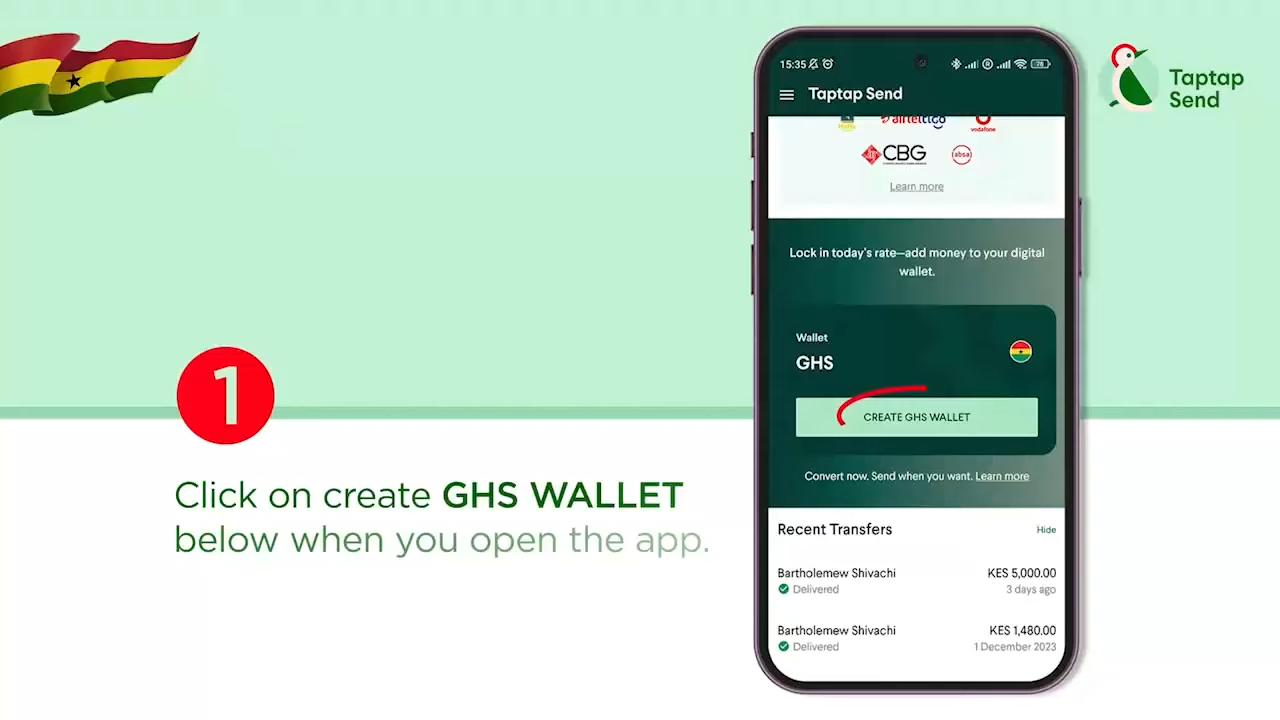 15:35
78
Taptap Send
Taptap
Send
airteltigo
vodafone
CBG
absa
Learn more
Lock in today's rate—add money to your digital
wallet.
Wallet
GHS
CREATE GHS WALLET
Convert now. Send when you want. Learn more
1
Click on create GHS WALLET
below when you open the app.
Recent Transfers
Hide
Bartholemew Shivachi
KES 5,000.00
Delivered
3 days ago
Bartholemew Shivachi
KES 1,480.00
Delivered
1 December 2023